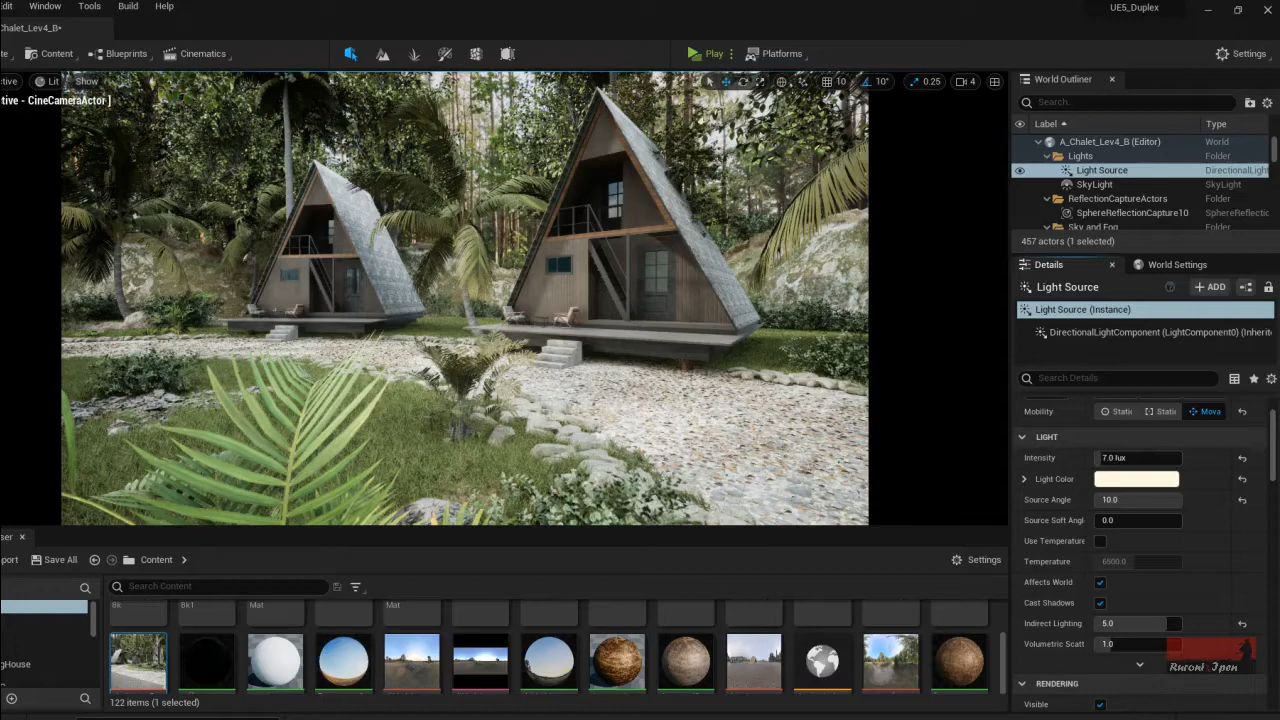 dit Window Tools Build Help
UE5_Duplex
Chalet_Lev4_B*
te Content Blueprints Cinematics
Play Platforms
Settings
tive Lit Show
10 10° 0.25 4
tive - CineCameraActor ]
World Outliner
Search.
Label Type
A_Chalet_Lev4_B (Editor) World
Lights Folder
Light Source DirectionalLight
SkyLight SkyLight
ReflectionCaptureActors Folder
SphereReflectionCapture10 SphereReflectic
Sky and Fog Folder
457 actors (1 selected)
Details World Settings
Light Source
ADD
Light Source (Instance)
DirectionalLightComponent (LightComponent0) (Inherite
Search Details
Mobility Static Static Mova
LIGHT
Intensity 7.0 lux
Light Color
Source Angle 10.0
Source Soft Angl 0.0
Use Temperature
Temperature 6500.0
Affects World
Cast Shadows
Indirect Lighting 5.0
Volumetric Scatt 1.0
Ruroni Jpen
RENDERING
Visible
ser
port Save All Content
Settings
Search Content
8k 8k1 Mat Mat
gHouse
122 items (1 selected)